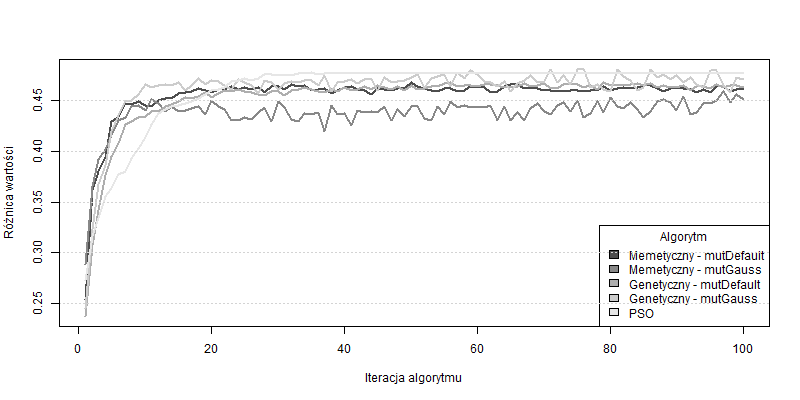 Różnica wartości
0.45
0.40
0.35
0.30
0.25
Algorytm
Memetyczny - mutDefault
Memetyczny - mutGauss
Genetyczny - mutDefault
Genetyczny - mutGauss
PSO
0 20 40 60 80 100
Iteracja algorytmu